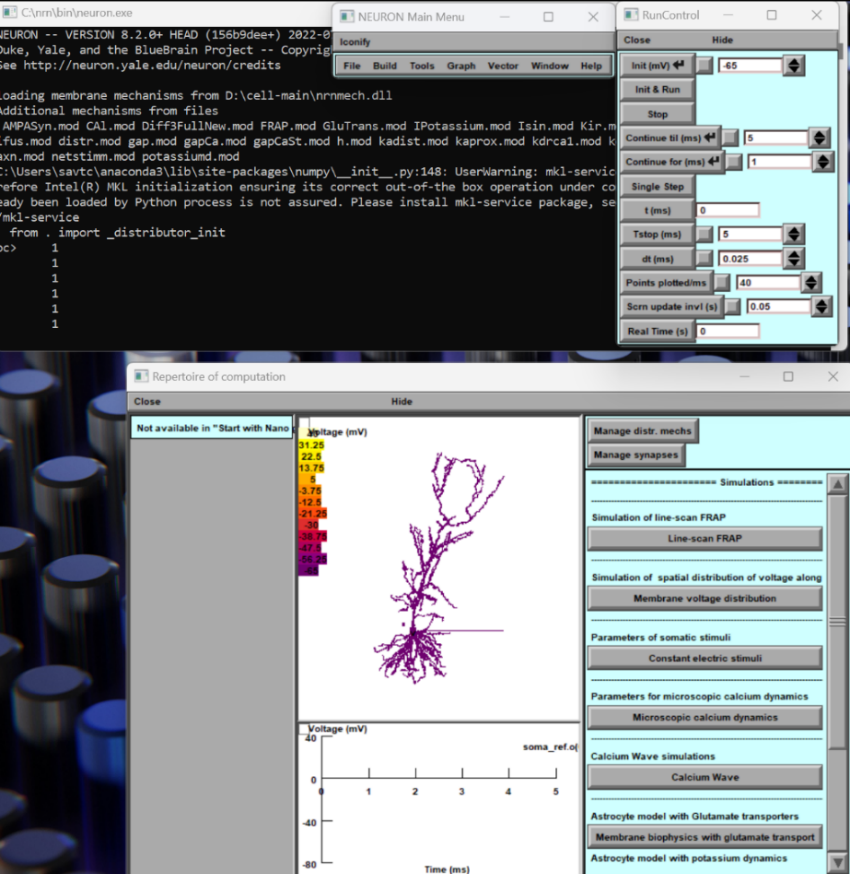 C:\nrn\bin\neuron.exe
NEURON -- VERSION 8.2.0+ HEAD (156b9dee+) 2022-0
Duke, Yale, and the BlueBrain Project -- Copyrig
See http://neuron.yale.edu/neuron/credits
loading membrane mechanisms from D:\cell-main\nrnmech.dll
Additional mechanisms from files
AMPASyn.mod CAl.mod Diff3FullNew.mod FRAP.mod GluTrans.mod IPotassium.mod Isin.mod Kir.m
ifus.mod distr.mod gap.mod gapCa.mod gapCaSt.mod h.mod kadist.mod kaprox.mod kdrca1.mod k
axn.mod netstimm.mod potassiumd.mod
C:\Users\savtc\anaconda3\lib\site-packages\numpy\__init__.py:148: UserWarning: mkl-servic
refore Intel(R) MKL initialization ensuring its correct out-of-the box operation under co
eady been loaded by Python process is not assured. Please install mkl-service package, se
/mkl-service
from . import _distributor_init
oc> 1
1
1
1
1
1
NEURON Main Menu
Iconify
File Build Tools Graph Vector Window Help
RunControl
Close Hide
Init (mV) -65
Init & Run
Stop
Continue til (ms) 5
Continue for (ms) 1
Single Step
t (ms) 0
Tstop (ms) 5
dt (ms) 0.025
Points plotted/ms 40
Scrn update invl (s) 0.05
Real Time (s) 0
Repertoire of computation
Close Hide
Not available in "Start with Nano
Voltage (mV)
31.25
22.5
13.75
5
-3.75
-12.5
-21.25
-30
-38.75
-47.5
-56.25
-65
Voltage (mV)
40
soma_ref.o(
0
0 1 2 3 4 5
-40
-80
Time (ms)
Manage distr. mechs
Manage synapses
======================= Simulations ========
Simulation of line-scan FRAP
Line-scan FRAP
Simulation of spatial distribution of voltage along
Membrane voltage distribution
Parameters of somatic stimuli
Constant electric stimuli
Parameters for microscopic calcium dynamics
Microscopic calcium dynamics
Calcium Wave simulations
Calcium Wave
Astrocyte model with Glutamate transporters
Membrane biophysics with glutamate transport
Astrocyte model with potassium dynamics